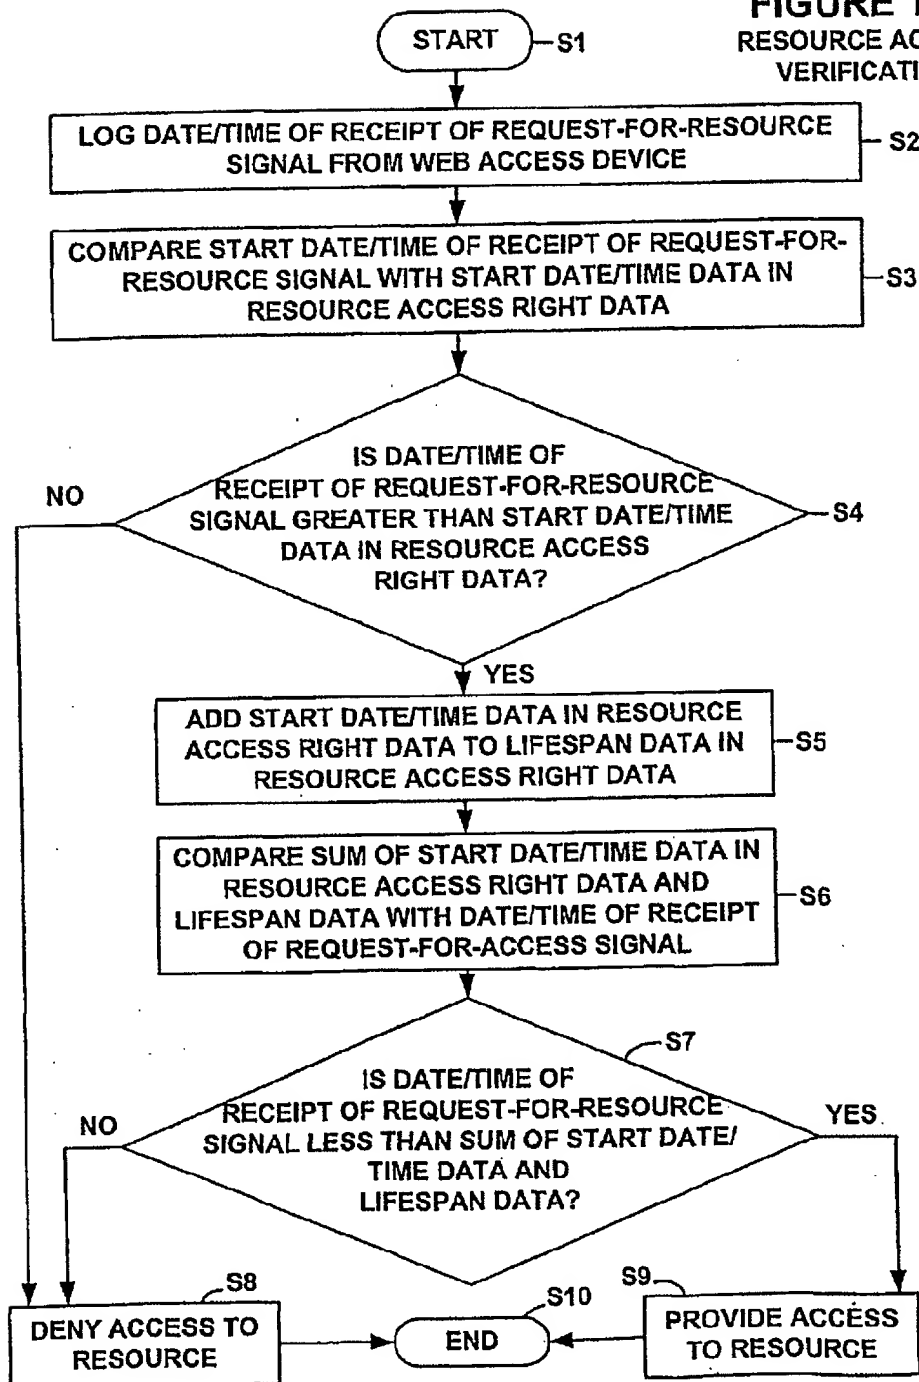 FIGURE 1
RESOURCE AC
VERIFICATI
START
S1
LOG DATE/TIME OF RECEIPT OF REQUEST-FOR-RESOURCE
SIGNAL FROM WEB ACCESS DEVICE
S2
COMPARE START DATE/TIME OF RECEIPT OF REQUEST-FOR-
RESOURCE SIGNAL WITH START DATE/TIME DATA IN
RESOURCE ACCESS RIGHT DATA
S3
IS DATE/TIME OF
RECEIPT OF REQUEST-FOR-RESOURCE
SIGNAL GREATER THAN START DATE/TIME
DATA IN RESOURCE ACCESS
RIGHT DATA?
NO
S4
YES
ADD START DATE/TIME DATA IN RESOURCE
ACCESS RIGHT DATA TO LIFESPAN DATA IN
RESOURCE ACCESS RIGHT DATA
S5
COMPARE SUM OF START DATE/TIME DATA IN
RESOURCE ACCESS RIGHT DATA AND
LIFESPAN DATA WITH DATE/TIME OF RECEIPT
OF REQUEST-FOR-ACCESS SIGNAL
S6
S7
IS DATE/TIME OF
RECEIPT OF REQUEST-FOR-RESOURCE
SIGNAL LESS THAN SUM OF START DATE/
TIME DATA AND
LIFESPAN DATA?
NO
YES
S8
DENY ACCESS TO
RESOURCE
S10
END
S9
PROVIDE ACCESS
TO RESOURCE